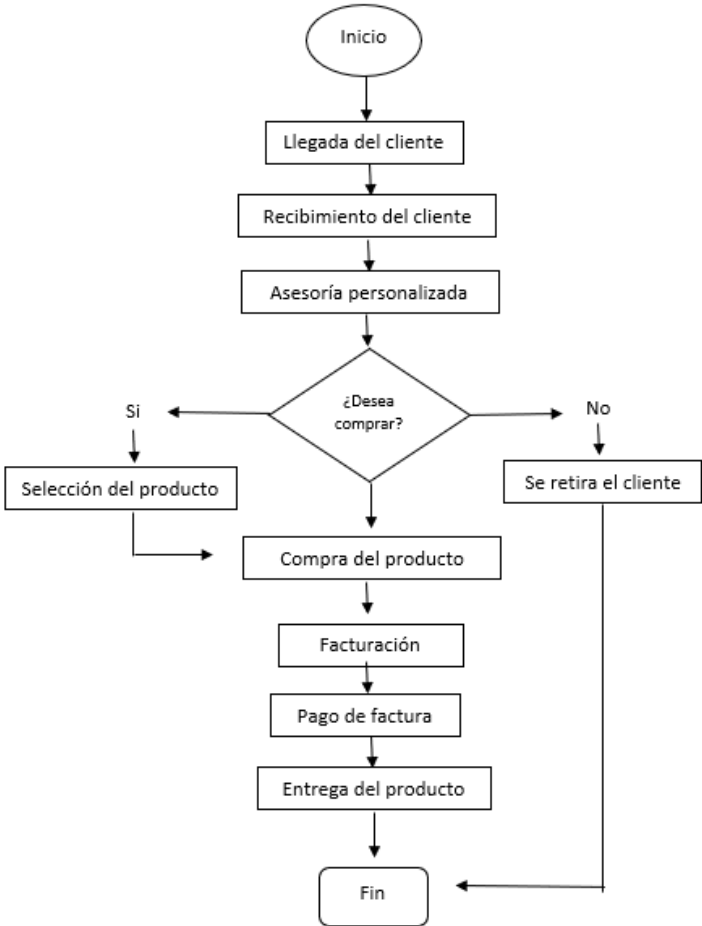 Inicio
Llegada del cliente
Recibimiento del cliente
Asesoría personalizada
¿Desea
comprar?
Si
No
Selección del producto
Se retira el cliente
Compra del producto
Facturación
Pago de factura
Entrega del producto
Fin